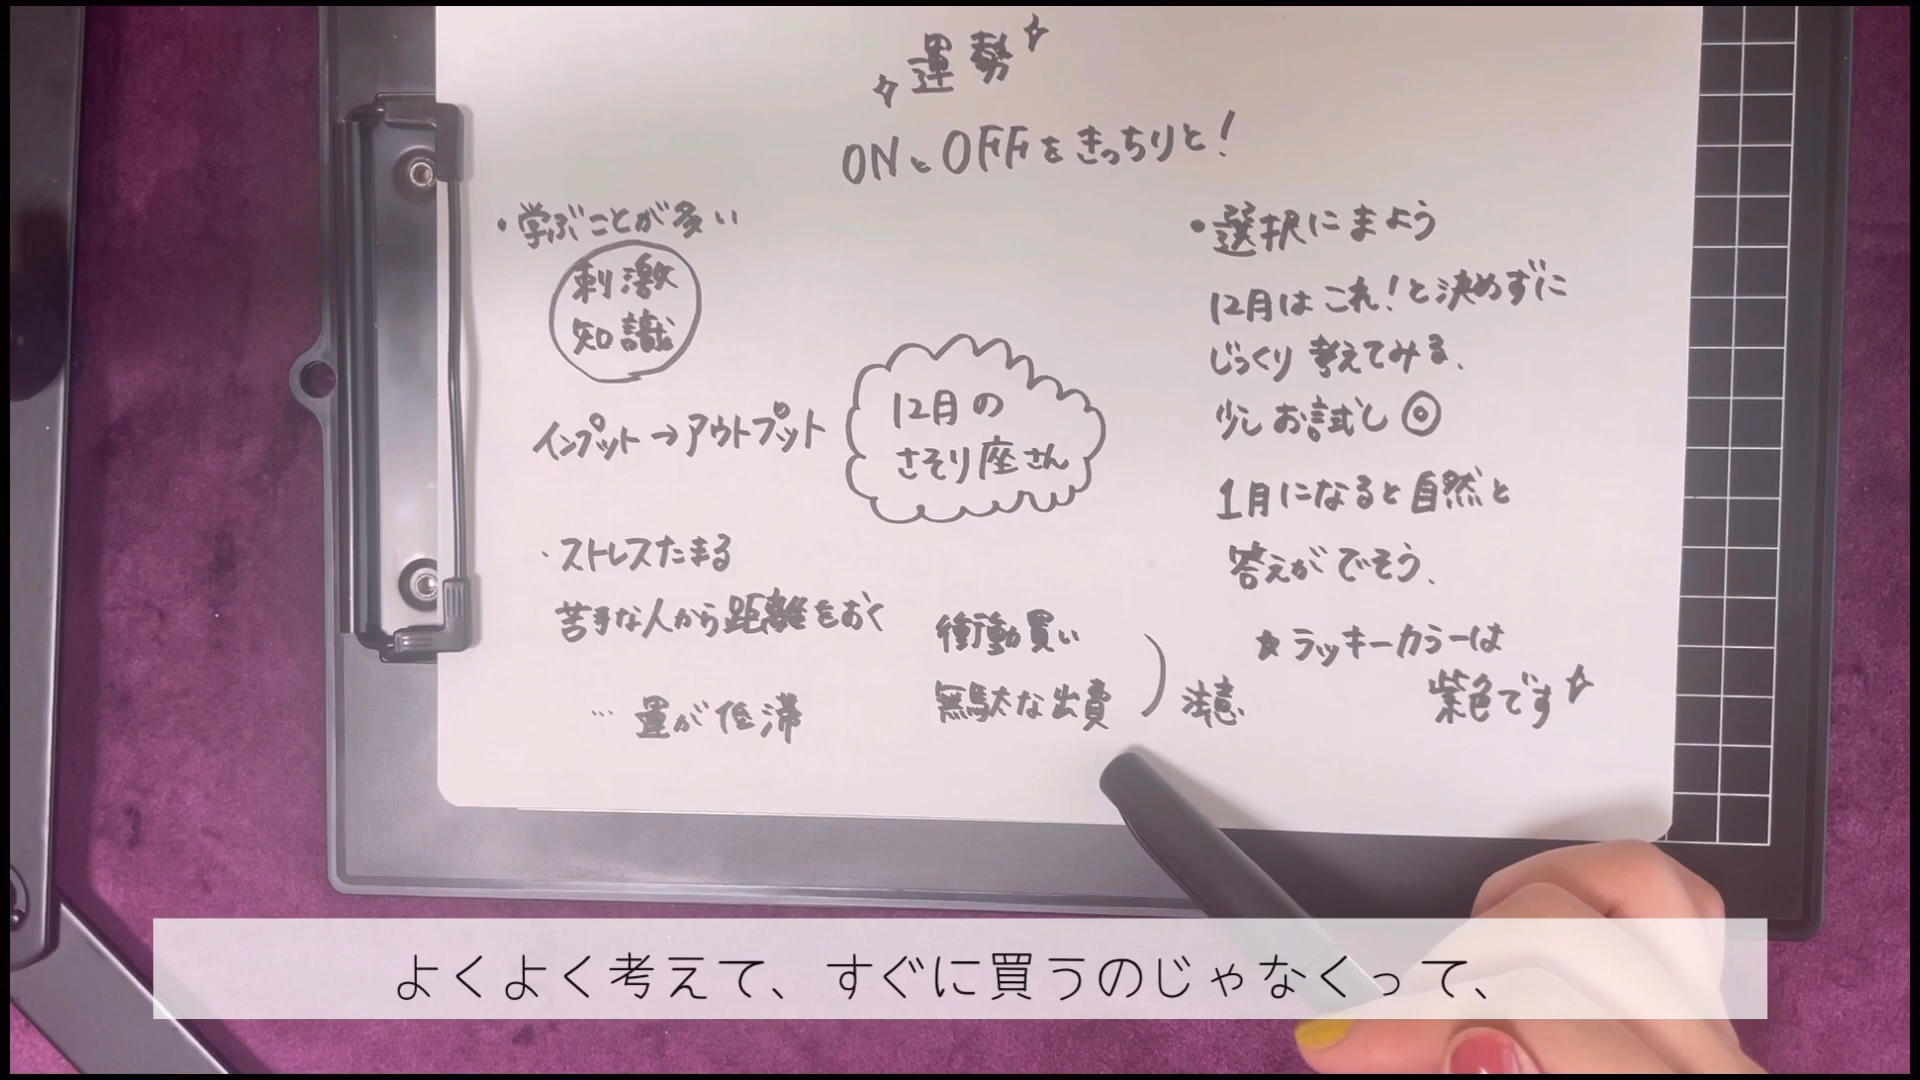 運勢
ONとOFFをきっちりと!
・学ぶことが多い
刺激
知識
インプット→アウトプット
12月の
さそり座さん
・ストレスたまる
苦手な人から距離をおく
… 運が低滞
衝動買い
無駄な出費
注意
・選択にまよう
12月はこれ!と決めずに
じっくり考えてみる、
少しお試し◎
1月になると自然と
答えがでそう、
★ラッキーカラーは
紫色です
よくよく考えて、すぐに買うのじゃなくって、